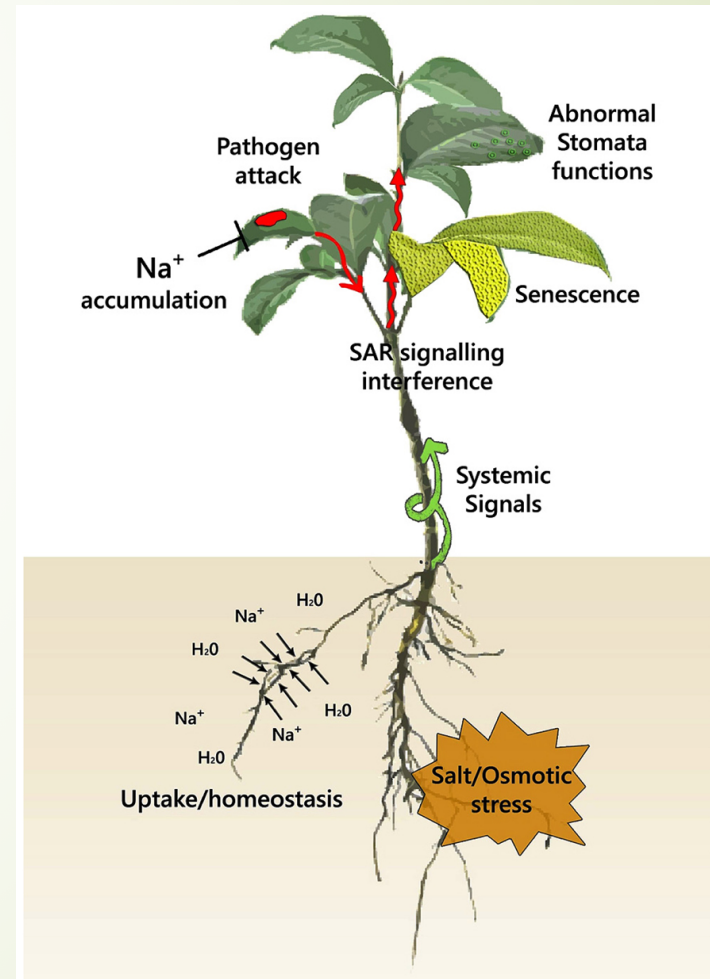 Abnormal
Stomata
functions
Pathogen
attack
Na⁺
accumulation
Senescence
SAR signalling
interference
Systemic
Signals
H₂0
Na⁺
H₂0
H₂0
Na⁺
Na⁺
H₂0
Uptake/homeostasis
Salt/Osmotic
stress